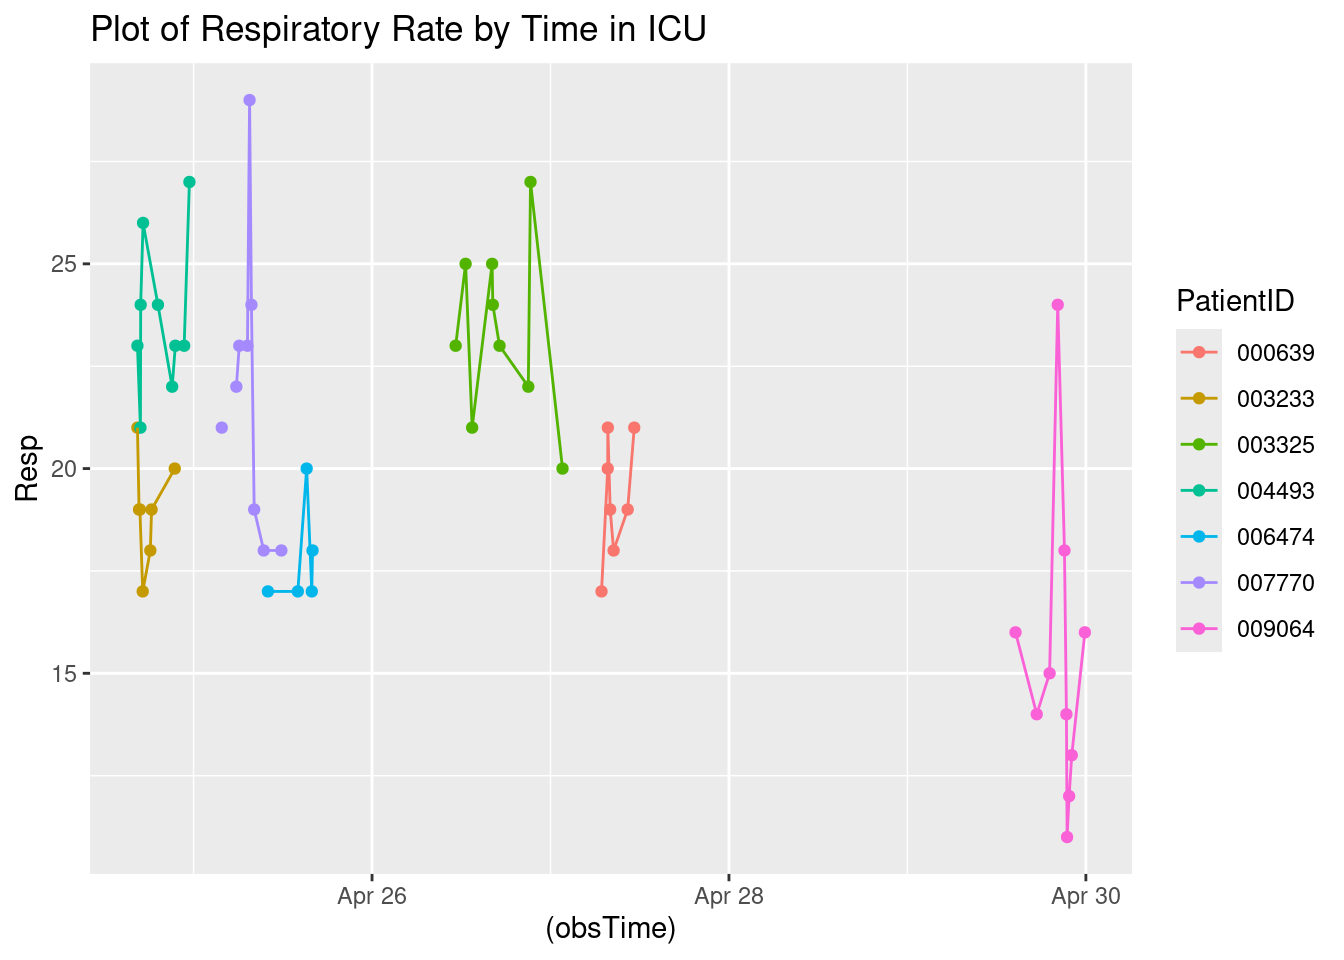 Plot of Respiratory Rate by Time in ICU
25
20
15
Resp
Apr 26
Apr 28
Apr 30
(obsTime)
PatientID
000639
003233
003325
004493
006474
007770
009064